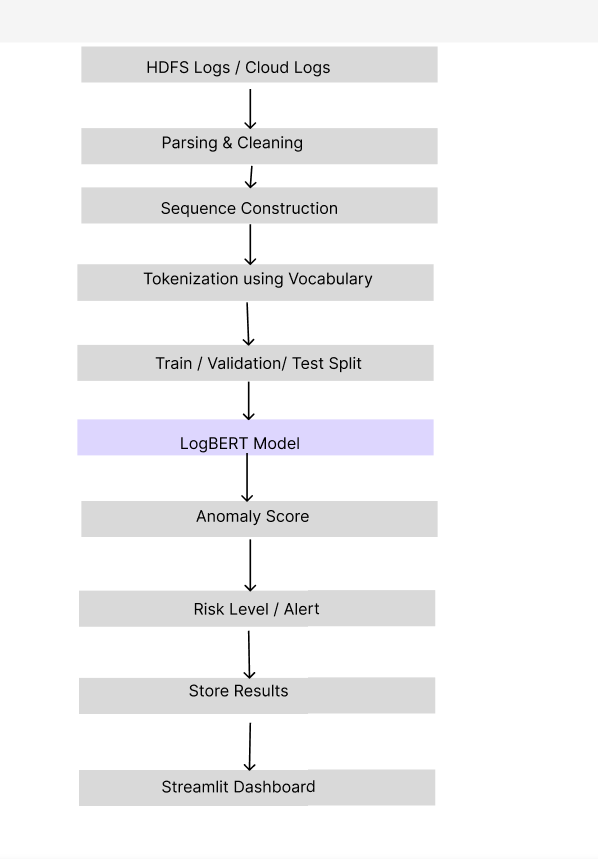 HDFS Logs / Cloud Logs
Parsing & Cleaning
Sequence Construction
Tokenization using Vocabulary
Train / Validation/ Test Split
LogBERT Model
Anomaly Score
Risk Level / Alert
Store Results
Streamlit Dashboard